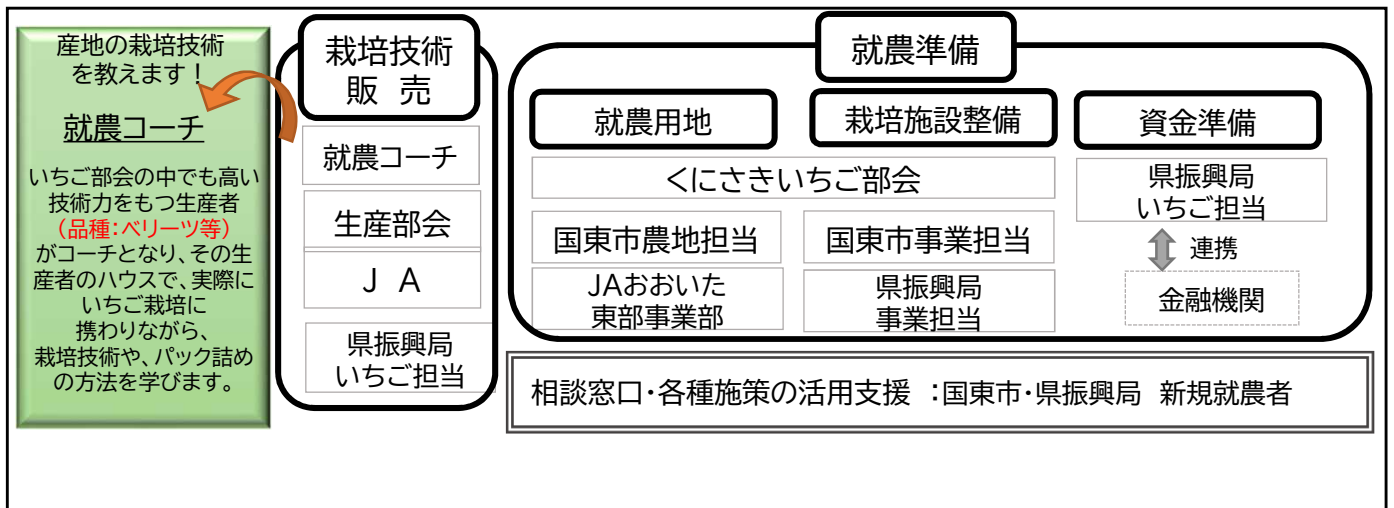 産地の栽培技術
を教えます！
就農コーチ
いちご部会の中でも高い
技術力をもつ生産者
（品種：ベリーツ等）
がコーチとなり、その生
産者のハウスで、実際に
いちご栽培に
携わりながら、
栽培技術や、パック詰め
の方法を学びます。
栽培技術
販　売
就農コーチ
生産部会
Ｊ Ａ
県振興局
いちご担当
就農準備
就農用地
栽培施設整備
資金準備
くにさきいちご部会
国東市農地担当
国東市事業担当
JAおおいた
東部事業部
県振興局
事業担当
県振興局
いちご担当
連携
金融機関
相談窓口・各種施策の活用支援　：国東市・県振興局　新規就農者